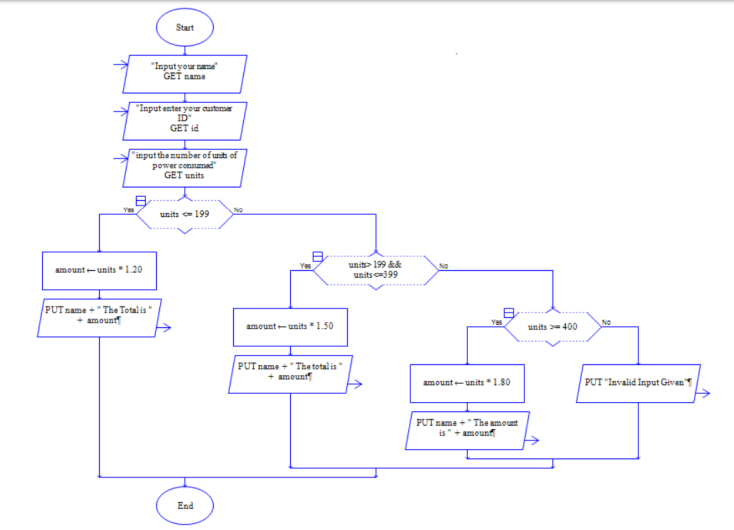 Start
"Input your name"
GET name
"Input enter your customer
ID"
GET id
"input the number of units of
power consumed"
GET units
Yes
units <= 199
No
amount ← units * 1.20
PUT name + " The Total is "
+ amount¶
Yes
units > 199 &&
units<=399
No
amount ← units * 1.50
PUT name + " The total is "
+ amount¶
Yes
units >= 400
No
amount ← units * 1.80
PUT name + " The amount
is " + amount¶
PUT "Invalid Input Given"¶
End